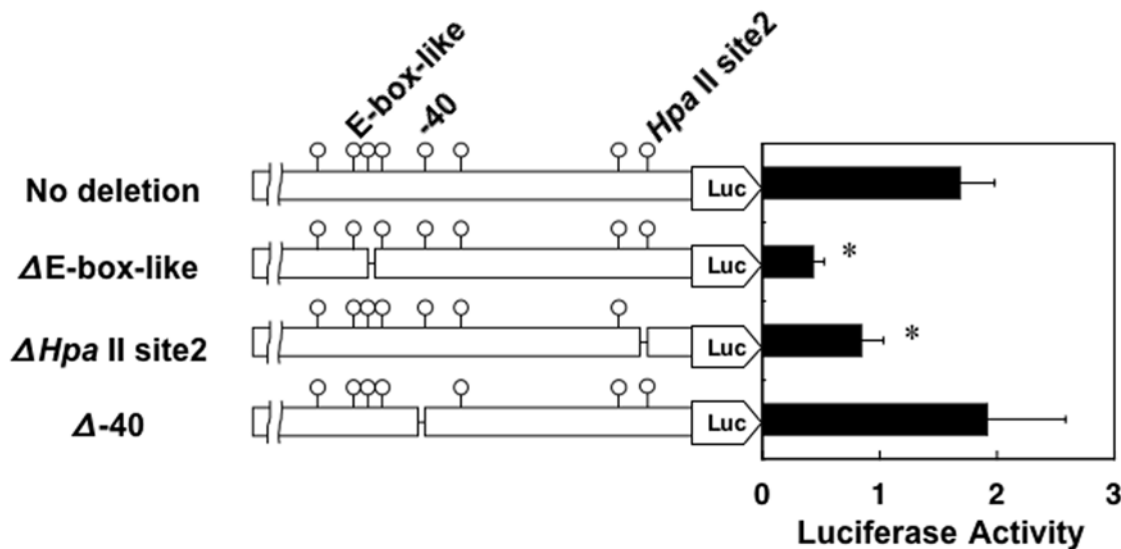 E-box-like
-40
Hpa II site2
No deletion
Luc
*Δ*E-box-like
Luc
*
ΔHpa II site2
Luc
*
Δ-40
Luc
0 1 2 3
Luciferase Activity